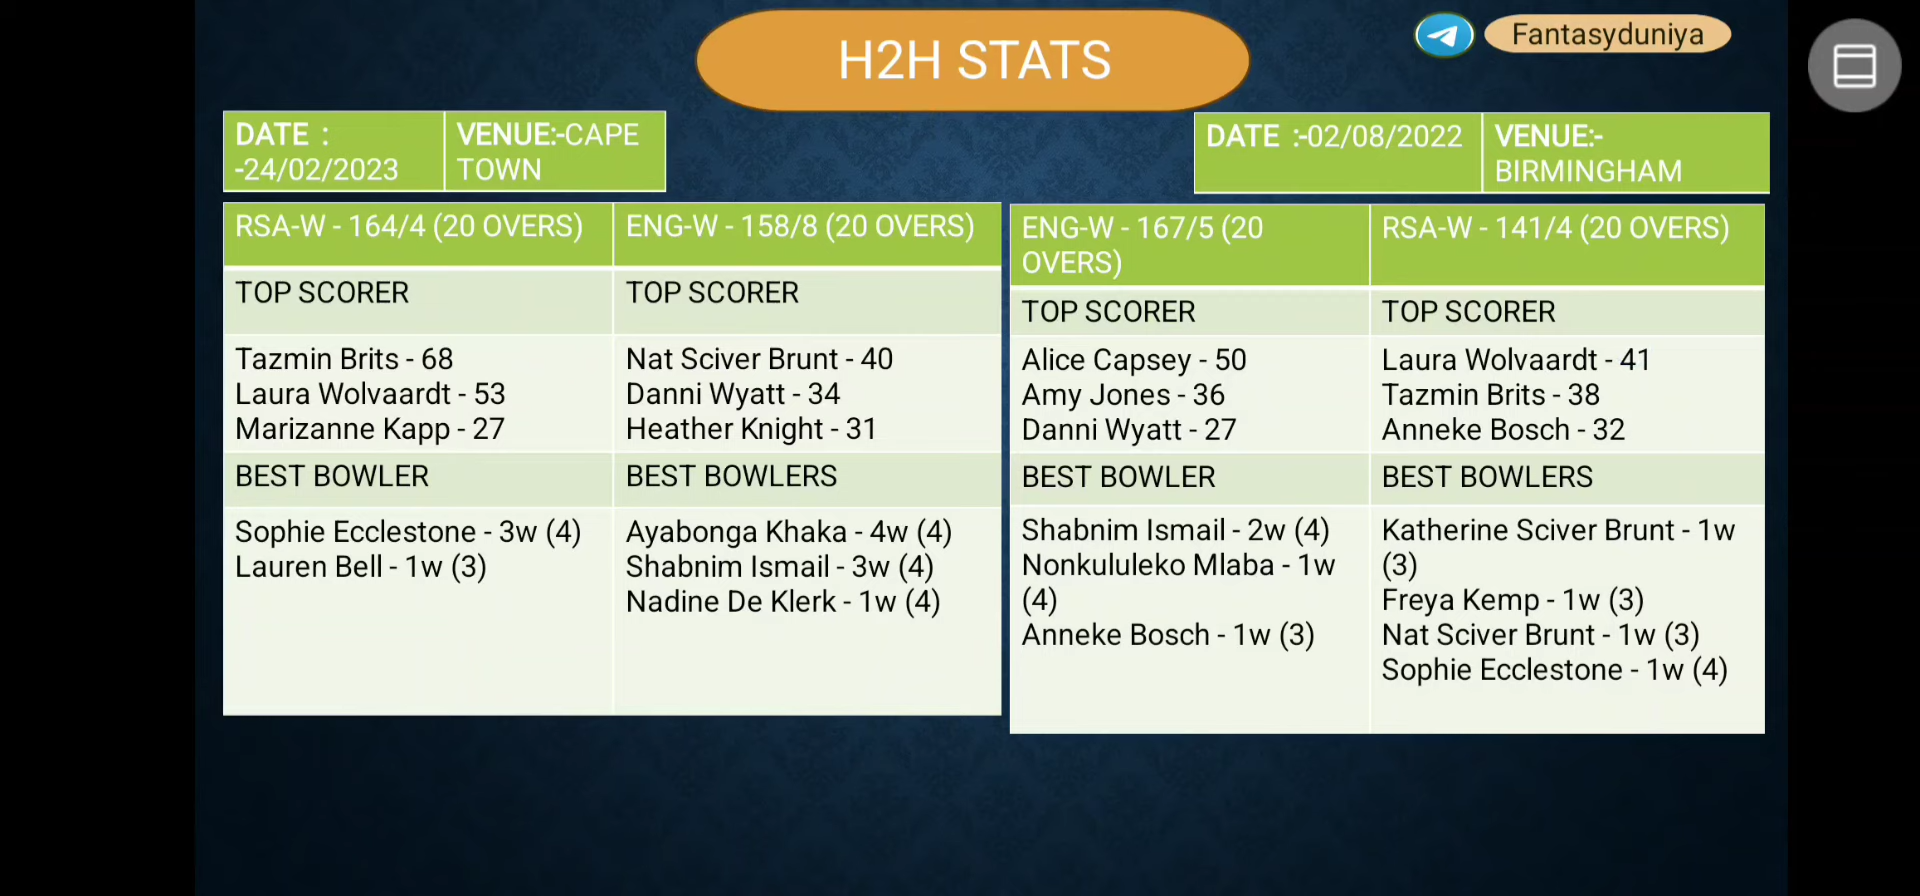 H2H STATS
Fantasyduniya
DATE :
-24/02/2023
VENUE:-CAPE
TOWN
RSA-W - 164/4 (20 OVERS)
ENG-W - 158/8 (20 OVERS)
TOP SCORER
TOP SCORER
Tazmin Brits - 68
Laura Wolvaardt - 53
Marizanne Kapp - 27
Nat Sciver Brunt - 40
Danni Wyatt - 34
Heather Knight - 31
BEST BOWLER
BEST BOWLERS
Sophie Ecclestone - 3w (4)
Lauren Bell - 1w (3)
Ayabonga Khaka - 4w (4)
Shabnim Ismail - 3w (4)
Nadine De Klerk - 1w (4)
DATE :-02/08/2022
VENUE:-
BIRMINGHAM
ENG-W - 167/5 (20
OVERS)
RSA-W - 141/4 (20 OVERS)
TOP SCORER
TOP SCORER
Alice Capsey - 50
Amy Jones - 36
Danni Wyatt - 27
Laura Wolvaardt - 41
Tazmin Brits - 38
Anneke Bosch - 32
BEST BOWLER
BEST BOWLERS
Shabnim Ismail - 2w (4)
Nonkululeko Mlaba - 1w
(4)
Anneke Bosch - 1w (3)
Katherine Sciver Brunt - 1w
(3)
Freya Kemp - 1w (3)
Nat Sciver Brunt - 1w (3)
Sophie Ecclestone - 1w (4)